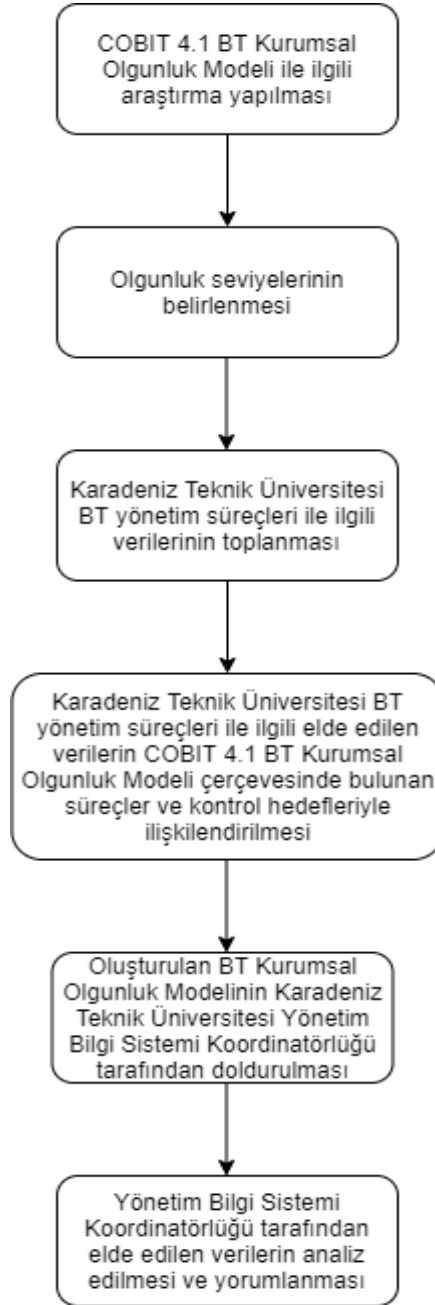 COBIT 4.1 BT Kurumsal
Olgunluk Modeli ile ilgili
araştırma yapılması
Olgunluk seviyelerinin
belirlenmesi
Karadeniz Teknik Üniversitesi
BT yönetim süreçleri ile ilgili
verilerinin toplanması
Karadeniz Teknik Üniversitesi BT
yönetim süreçleri ile ilgili elde edilen
verilerin COBIT 4.1 BT Kurumsal
Olgunluk Modeli çerçevesinde bulunan
süreçler ve kontrol hedefleriyle
ilişkilendirilmesi
Oluşturulan BT Kurumsal
Olgunluk Modelinin Karadeniz
Teknik Üniversitesi Yönetim
Bilgi Sistemi Koordinatörlüğü
tarafından doldurulması
Yönetim Bilgi Sistemi
Koordinatörlüğü tarafından
elde edilen verilerin analiz
edilmesi ve yorumlanması